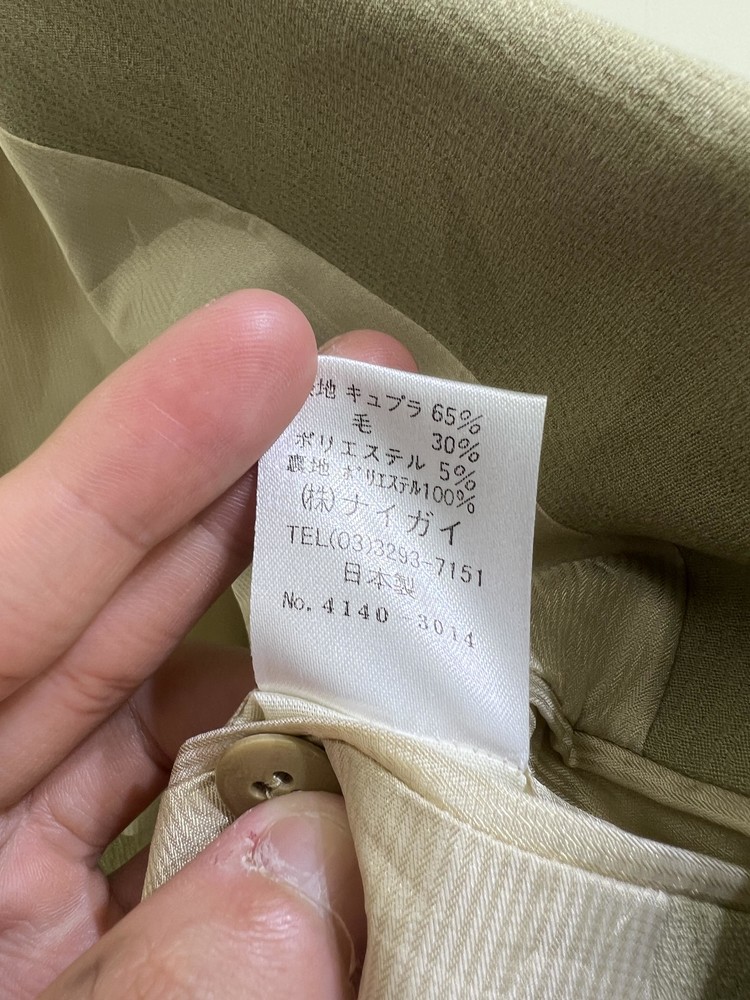 地 キュプラ 65%
毛 30%
ポリエステル 5%
裏地 ポリエステル100%
(株)ナイガイ
TEL(03)3293-7151
日本製
No. 4140-3014